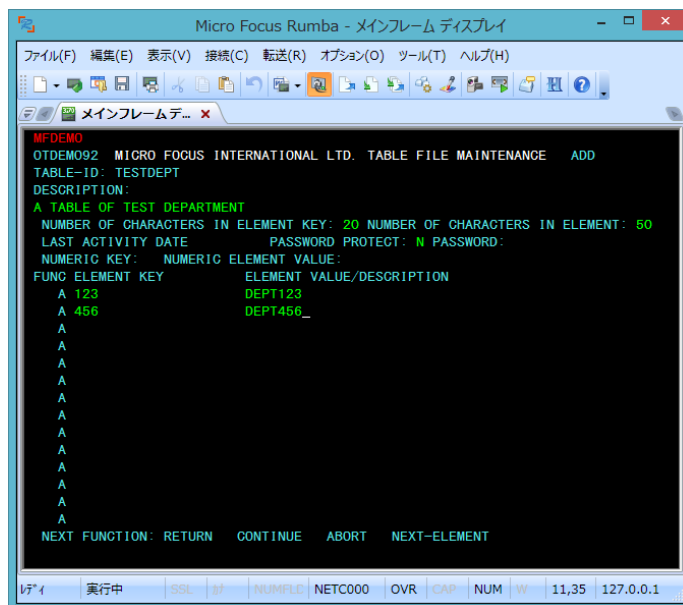 Micro Focus Rumba - メインフレーム ディスプレイ
ファイル(F) 編集(E) 表示(V) 接続(C) 転送(R) オプション(O) ツール(T) ヘルプ(H)
メインフレームデ...
MFDEMO
OTDEMO92 MICRO FOCUS INTERNATIONAL LTD. TABLE FILE MAINTENANCE ADD
TABLE-ID: TESTDEPT
DESCRIPTION:
A TABLE OF TEST DEPARTMENT
NUMBER OF CHARACTERS IN ELEMENT KEY: 20 NUMBER OF CHARACTERS IN ELEMENT: 50
LAST ACTIVITY DATE PASSWORD PROTECT: N PASSWORD:
NUMERIC KEY: NUMERIC ELEMENT VALUE:
FUNC ELEMENT KEY ELEMENT VALUE/DESCRIPTION
A 123 DEPT123
A 456 DEPT456_
A
A
A
A
A
A
A
A
A
A
A
A
NEXT FUNCTION: RETURN CONTINUE ABORT NEXT-ELEMENT
ﾚﾃﾞｨ 実行中 SSL NUMFLD NETC000 OVR CAP NUM W 11,35 127.0.0.1